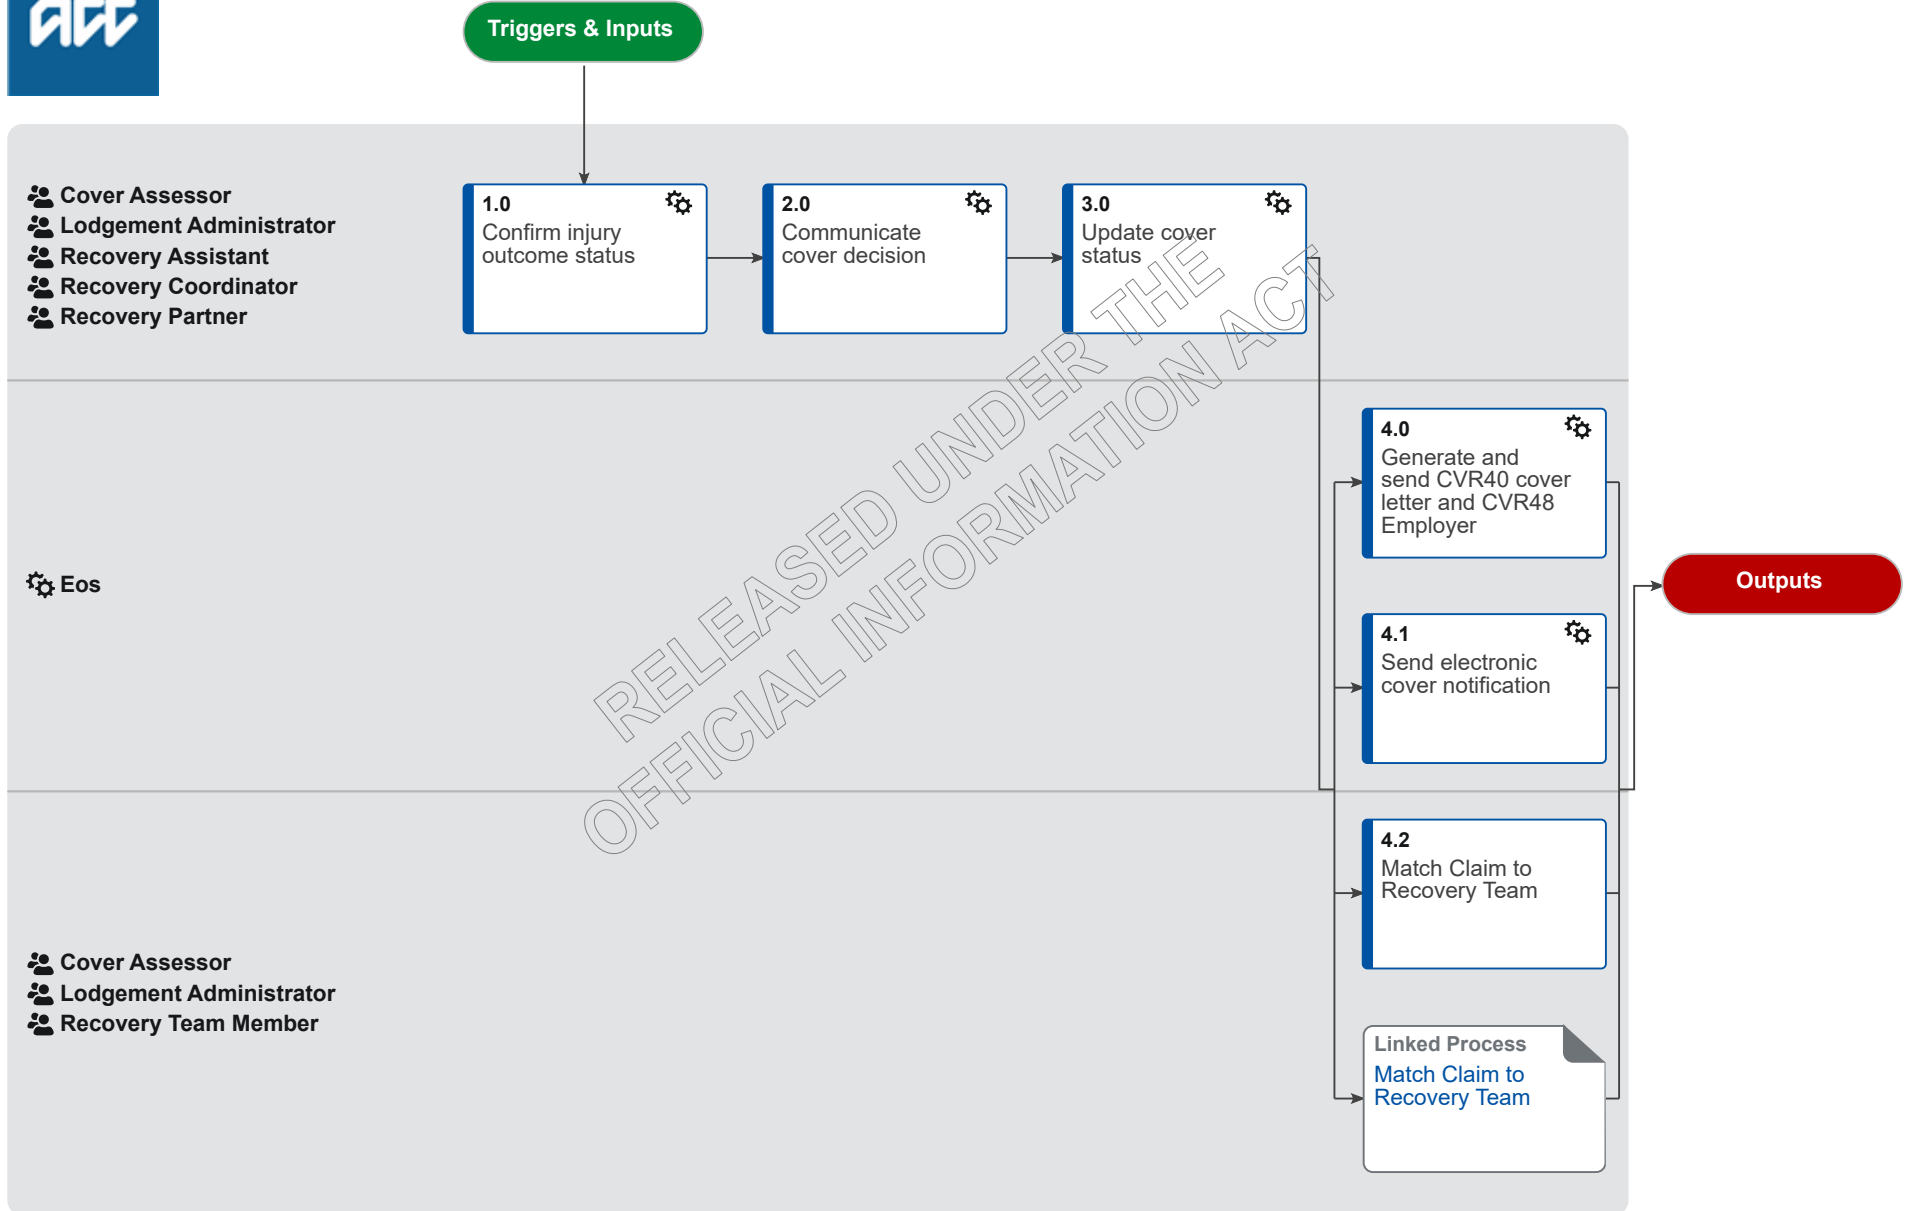 acc
Triggers & Inputs
Cover Assessor
Lodgement Administrator
Recovery Assistant
Recovery Coordinator
Recovery Partner
1.0
Confirm injury
outcome status
2.0
Communicate
cover decision
3.0
Update cover
status
Eos
4.0
Generate and
send CVR40 cover
letter and CVR48
Employer
4.1
Send electronic
cover notification
Outputs
Cover Assessor
Lodgement Administrator
Recovery Team Member
4.2
Match Claim to
Recovery Team
Linked Process
Match Claim to
Recovery Team
RELEASED UNDER THE
OFFICIAL INFORMATION ACT